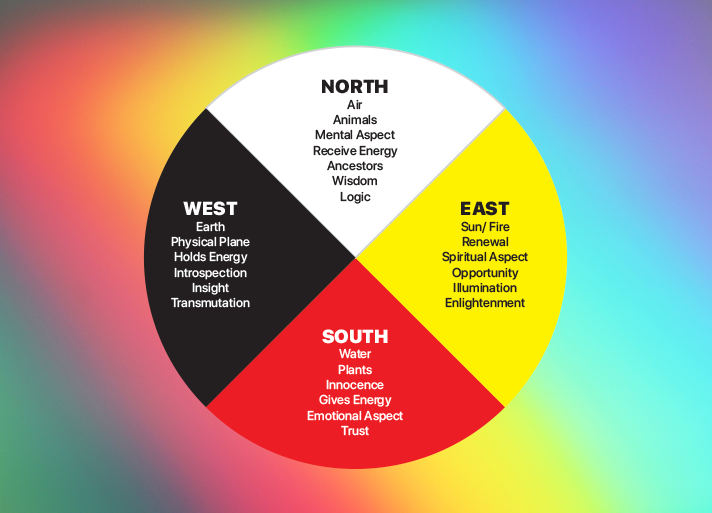 NORTH
Air
Animals
Mental Aspect
Receive Energy
Ancestors
Wisdom
Logic
WEST
Earth
Physical Plane
Holds Energy
Introspection
Insight
Transmutation
EAST
Sun/ Fire
Renewal
Spiritual Aspect
Opportunity
Illumination
Enlightenment
SOUTH
Water
Plants
Innocence
Gives Energy
Emotional Aspect
Trust